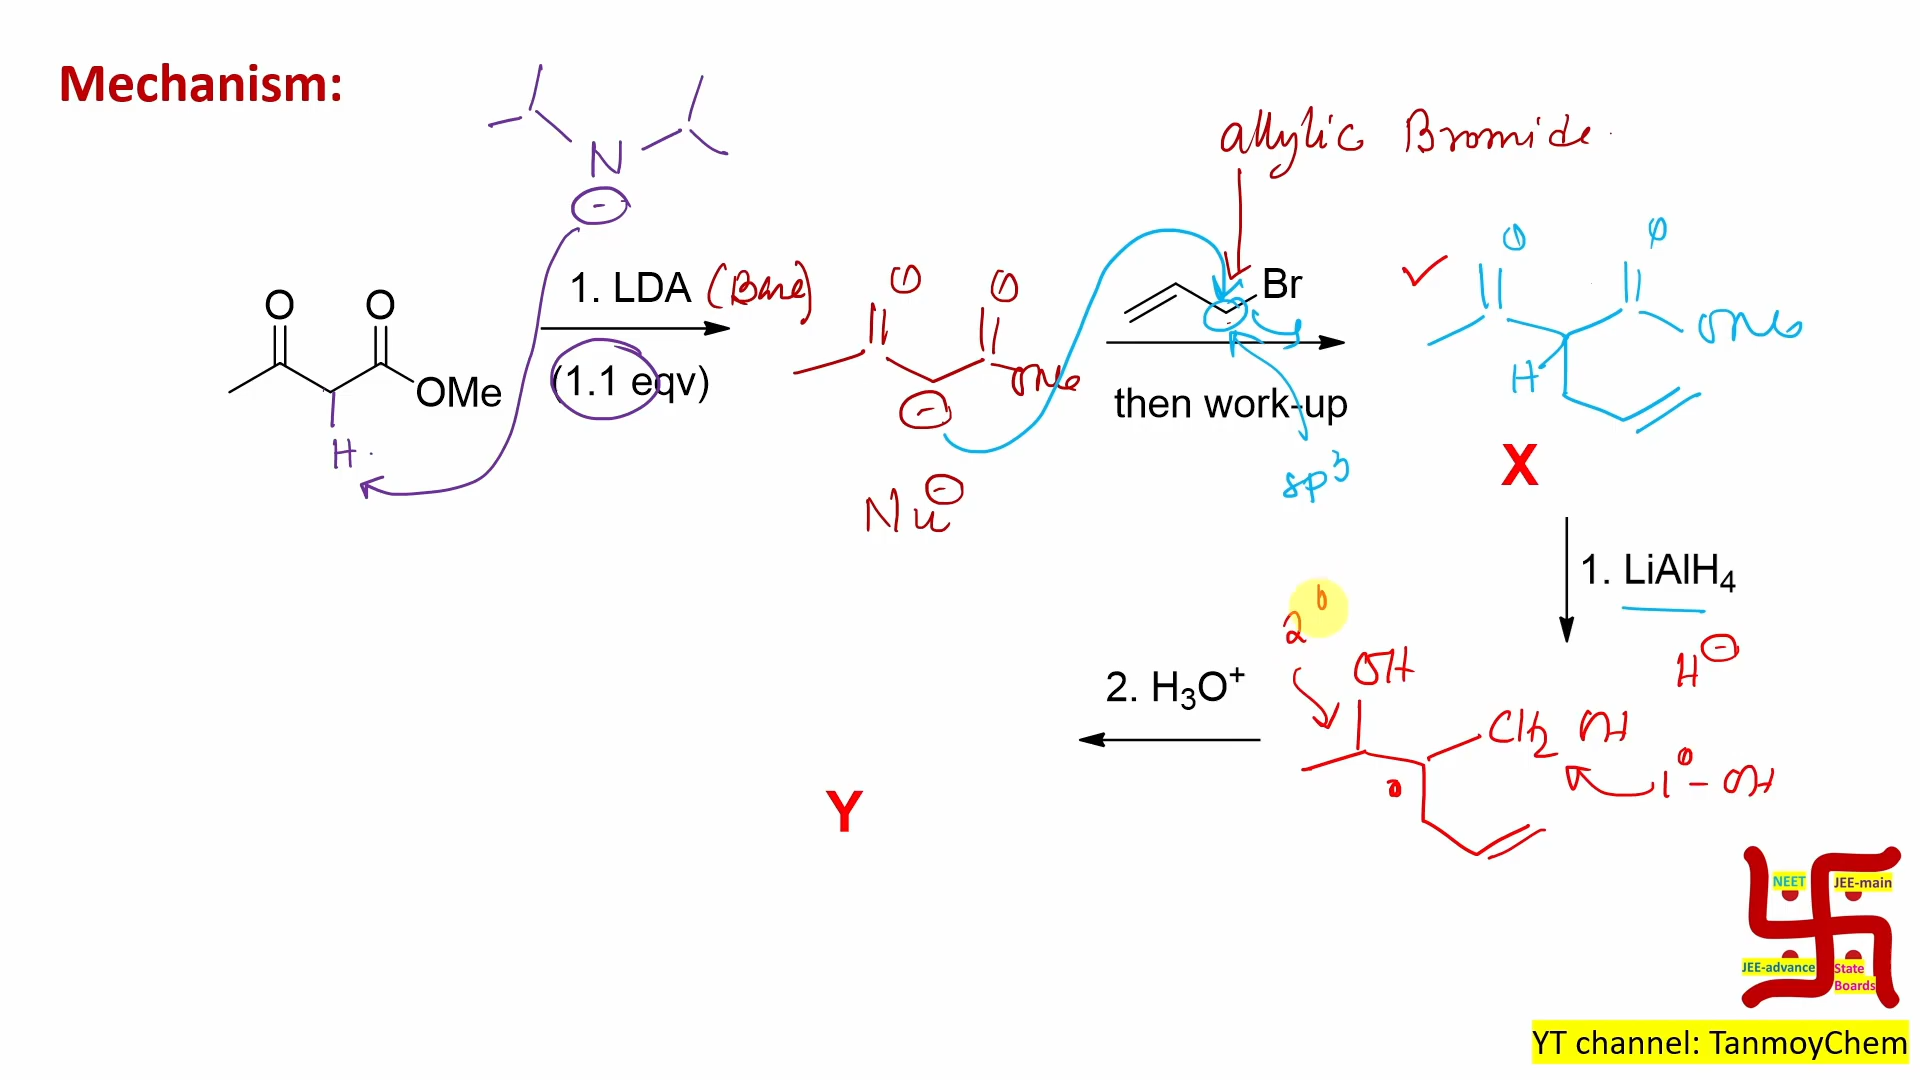 Mechanism:
N
⊖
allylic Bromide
1. LDA (Base)
(1.1 eqv)
O O
OMe
H
O O
OMe
⊖
Nu⊖
Br
then work-up
sp3
O O
OMe
H
X
1. LiAlH4
H⊖
2. H3O+
2°
OH
CH2 OH
1° - OH
Y
NEET
JEE-main
JEE-advance
State
Boards
YT channel: TanmoyChem